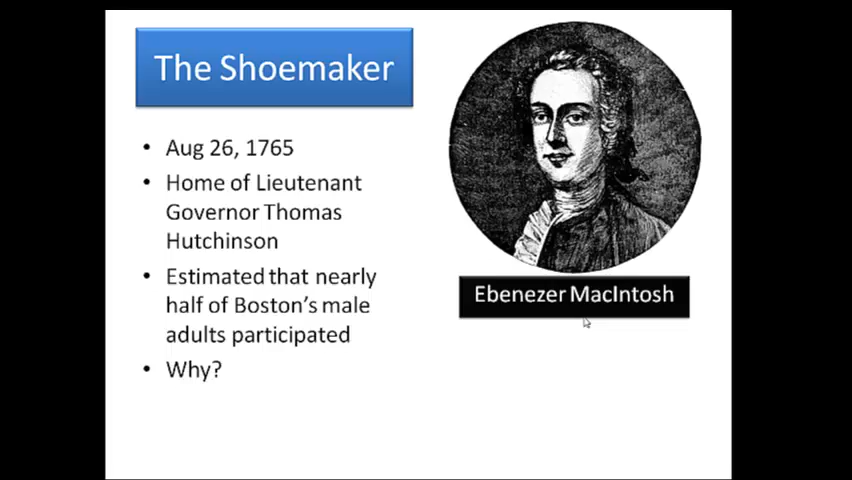 The Shoemaker
• Aug 26, 1765
• Home of Lieutenant
Governor Thomas
Hutchinson
• Estimated that nearly
half of Boston's male
adults participated
• Why?
Ebenezer MacIntosh